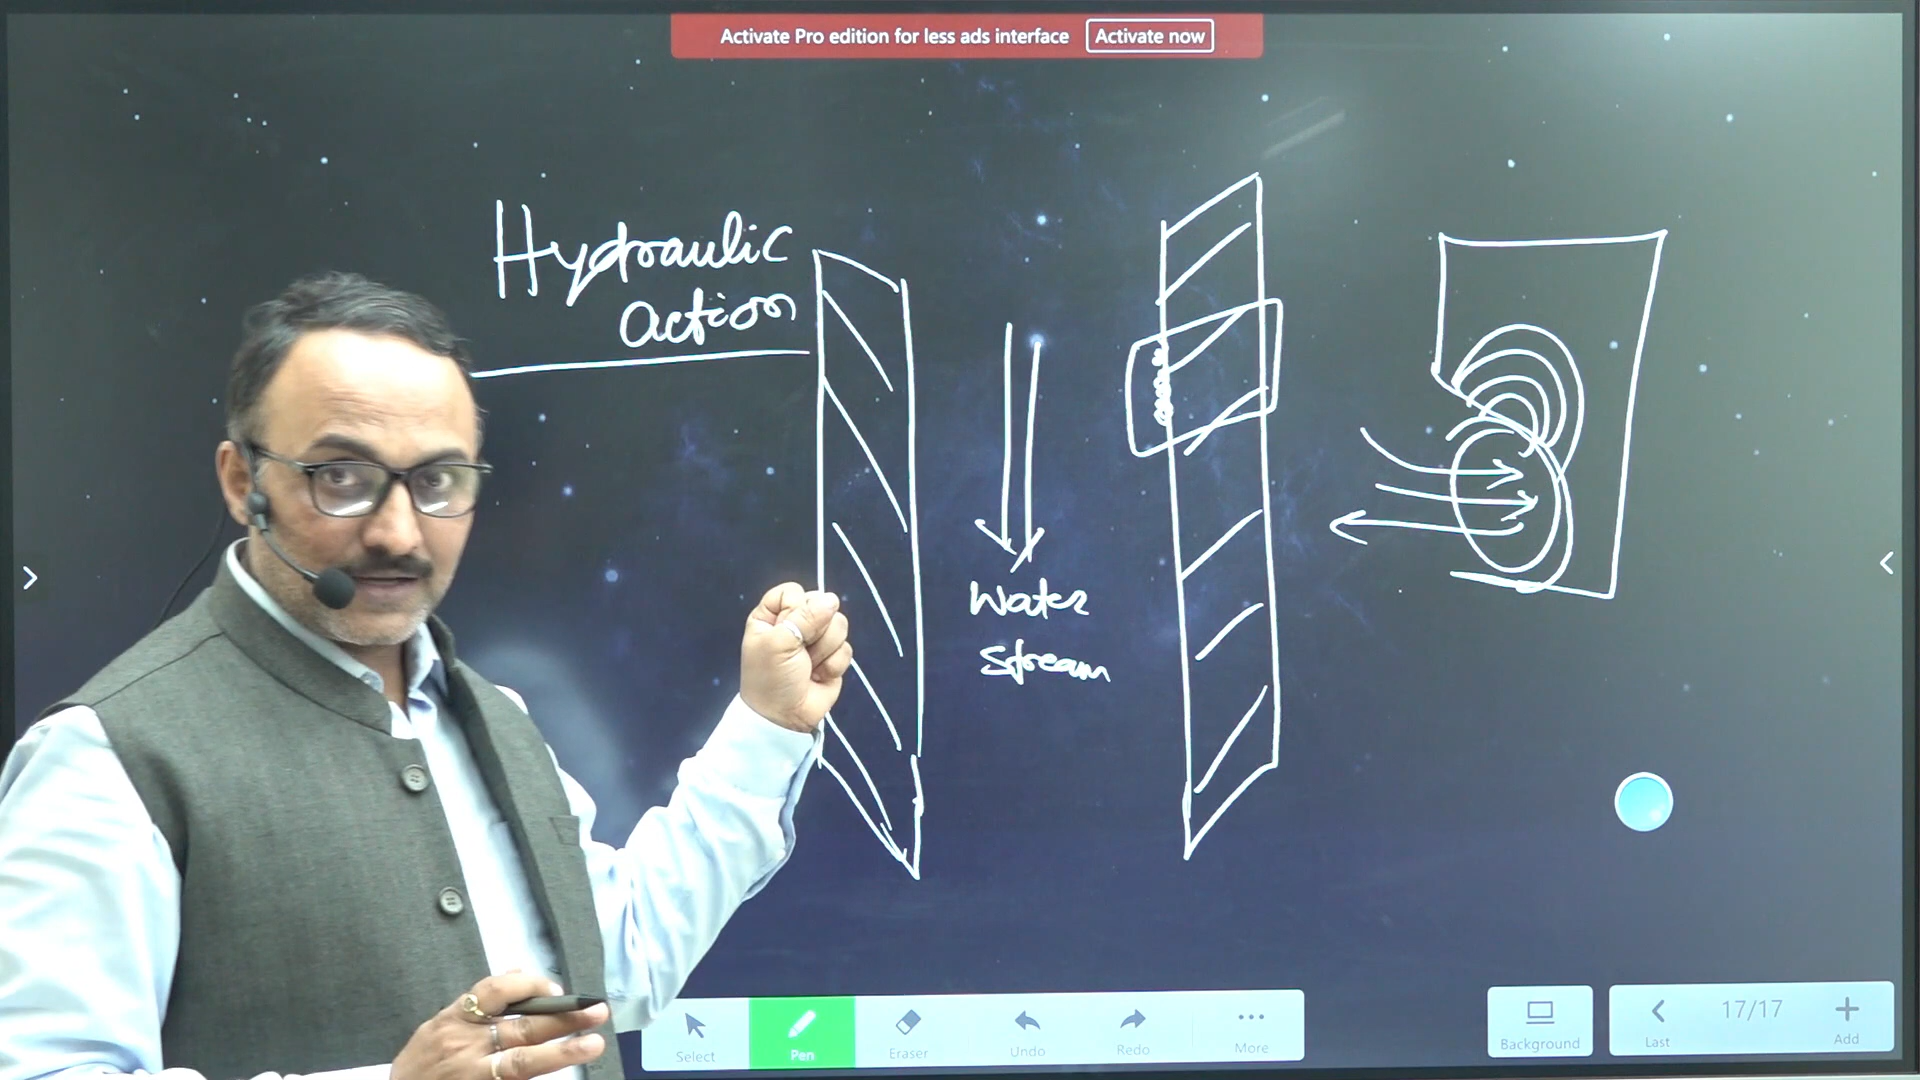 Activate Pro edition for less ads interface Activate now
Hydraulic
action
Water
Stream
Select Pen Eraser Undo Redo More
Background
Last 17/17 Add